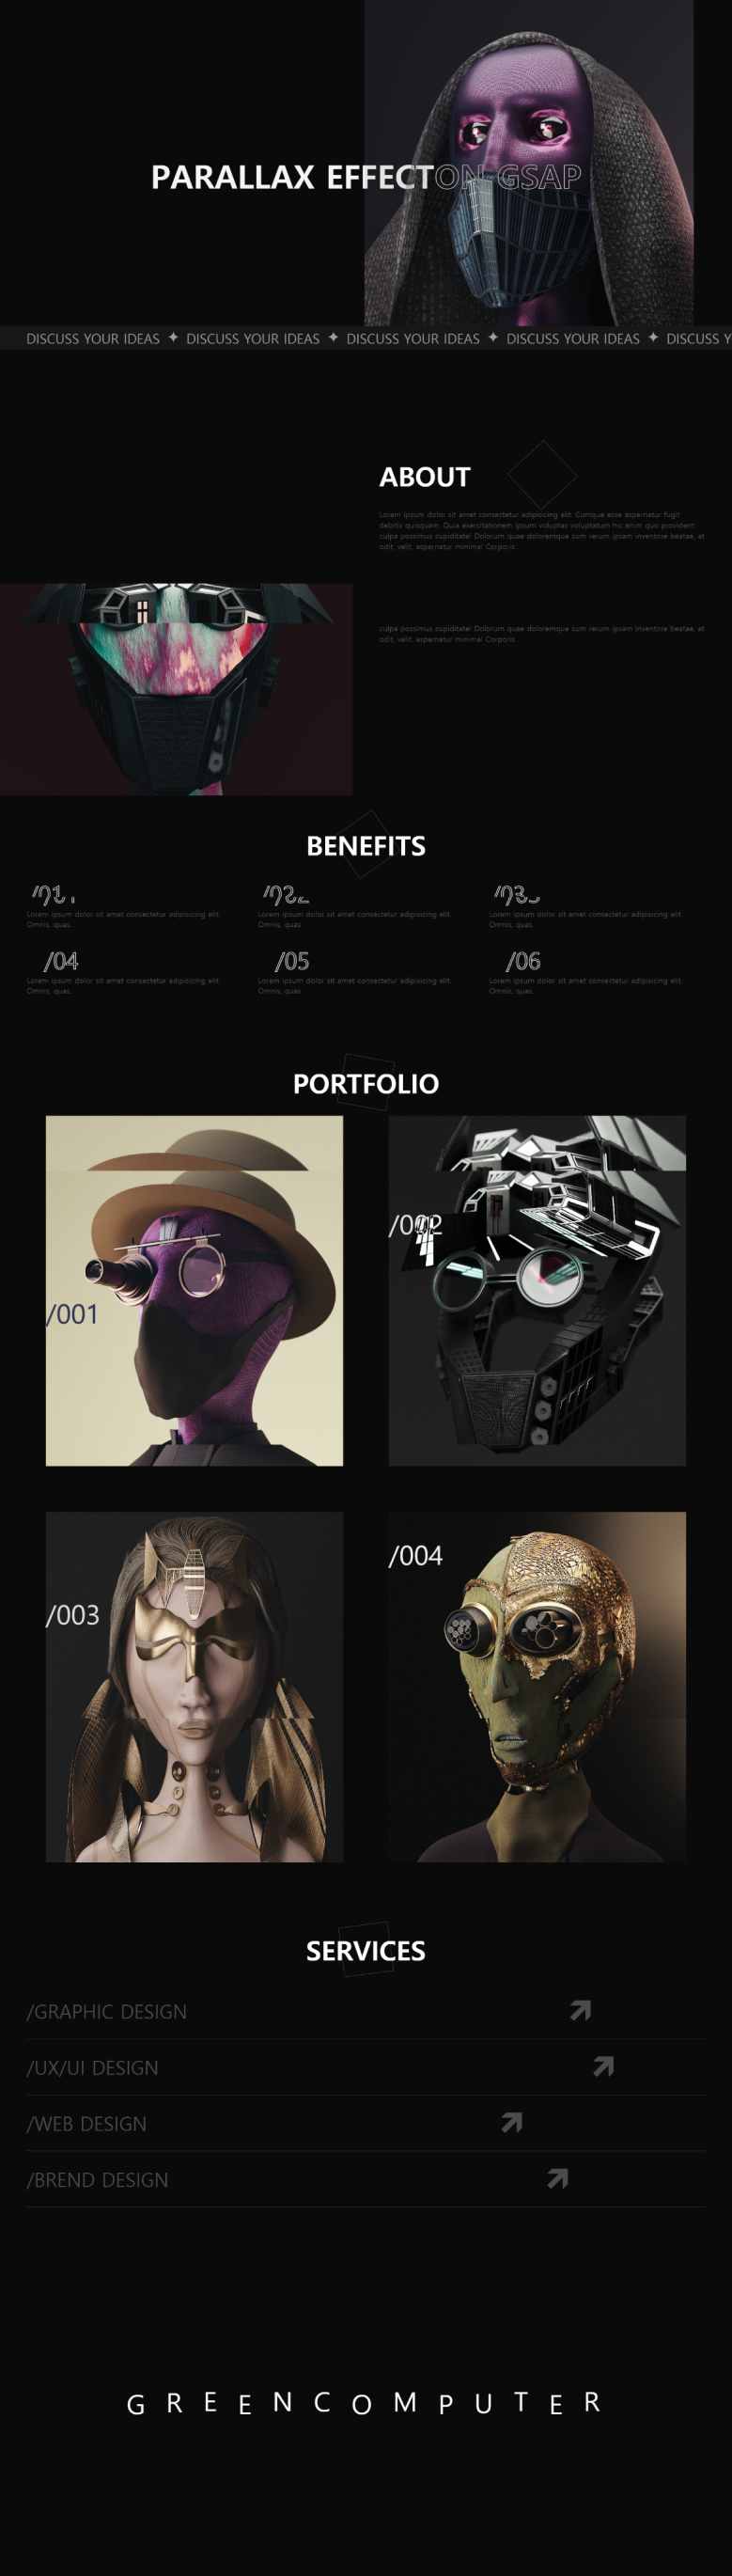 PARALLAX EFFECTON GSAP
DISCUSS YOUR IDEAS ✦ DISCUSS YOUR IDEAS ✦ DISCUSS YOUR IDEAS ✦ DISCUSS YOUR IDEAS ✦ DISCUSS Y
ABOUT
Lorem ipsum dolor sit amet consectetur adipisicing elit. Cumque esse aspernatur fugit
debitis quisquam. Quia exercitationem ipsum voluptas voluptatum hic enim quo provident
culpa possimus cupiditate! Dolorum quae doloremque cum rerum ipsam inventore beatae, at
odit, velit, aspernatur minima! Corporis.
culpa possimus cupiditate! Dolorum quae doloremque cum rerum ipsam inventore beatae, at
odit, velit, aspernatur minima! Corporis.
BENEFITS
Lorem ipsum dolor sit amet consectetur adipisicing elit.
Omnis, quas.
Lorem ipsum dolor sit amet consectetur adipisicing elit.
Omnis, quas.
Lorem ipsum dolor sit amet consectetur adipisicing elit.
Omnis, quas.
/04
Lorem ipsum dolor sit amet consectetur adipisicing elit.
Omnis, quas.
/05
Lorem ipsum dolor sit amet consectetur adipisicing elit.
Omnis, quas.
/06
Lorem ipsum dolor sit amet consectetur adipisicing elit.
Omnis, quas.
PORTFOLIO
/001
/002
/003
/004
SERVICES
/GRAPHIC DESIGN
/UX/UI DESIGN
/WEB DESIGN
/BREND DESIGN
GREENCOMPUTER